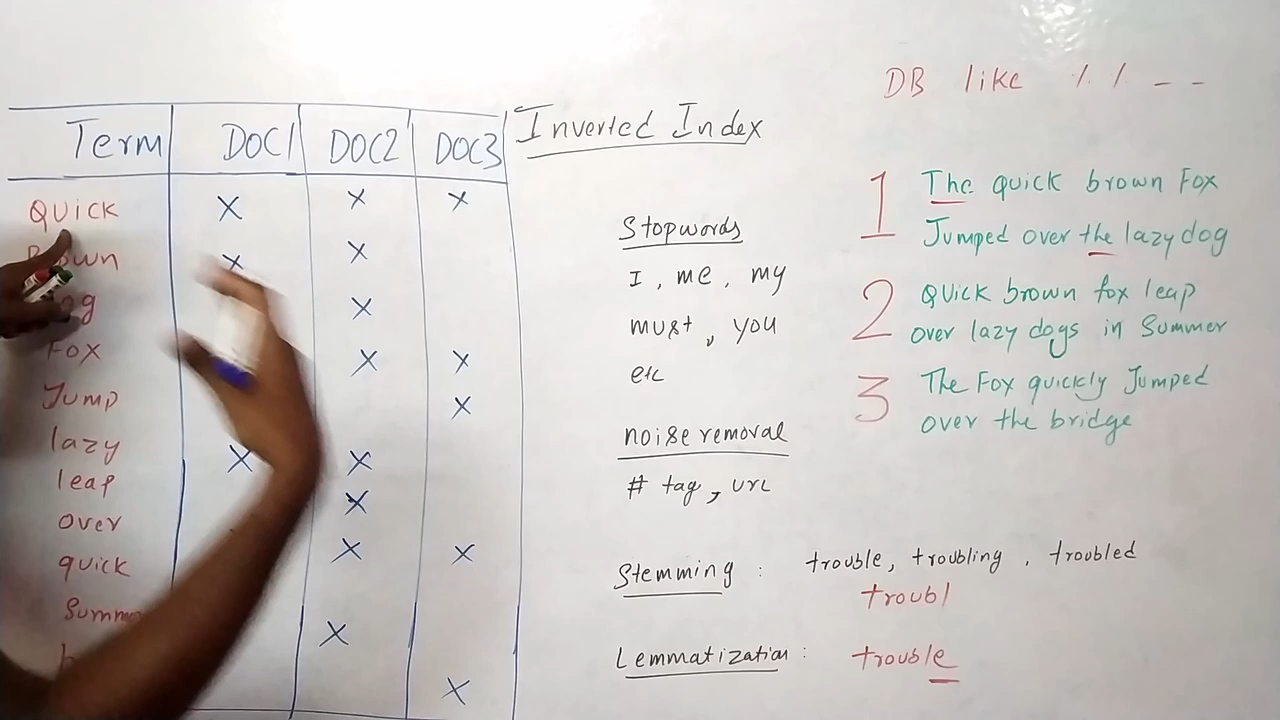 DB like % % _ _
Inverted Index
Term DOC1 DOC2 DOC3
Quick X X X
X X
X
Fox X X
Jump X
lazy X X
leap X
over X X
quick
X
X
Stopwords
I, me, my
must, you
etc
noise removal
# tag, URL
Stemming : trouble, troubling, troubled
troubl
Lemmatization : trouble
1 The quick brown Fox
Jumped over the lazy dog
2 Quick brown fox leap
over lazy dogs in Summer
3 The Fox quickly Jumped
over the bridge